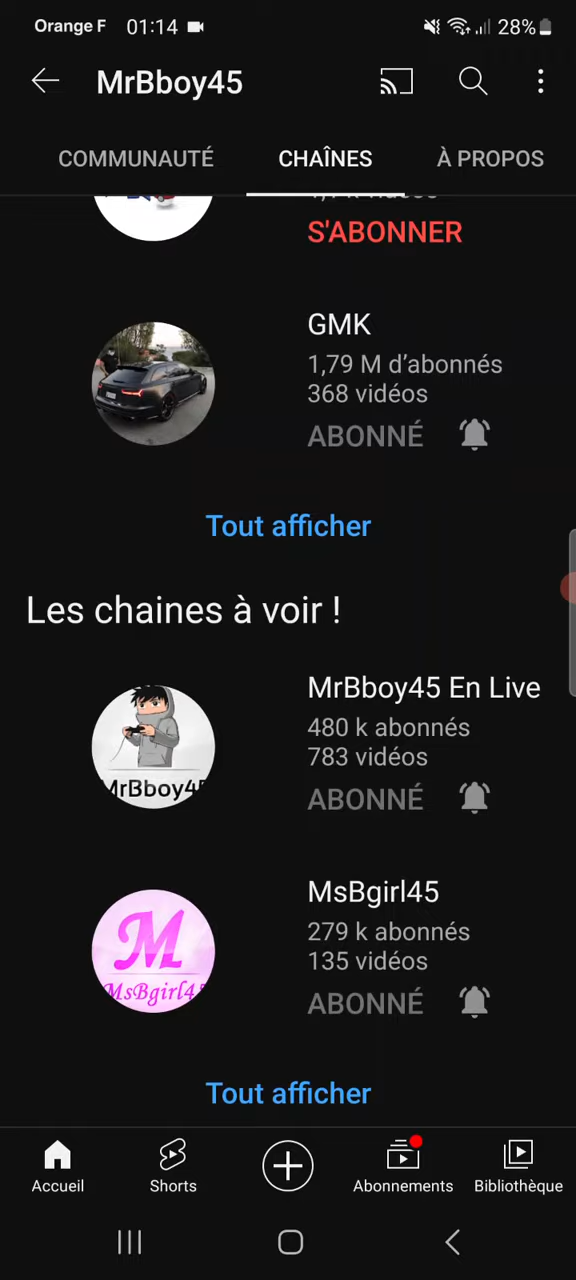 Orange F 01:14 28%
MrBboy45
COMMUNAUTÉ CHAÎNES À PROPOS
S'ABONNER
GMK
1,79 M d’abonnés
368 vidéos
ABONNÉ
Tout afficher
Les chaines à voir !
MrBboy45 En Live
480 k abonnés
783 vidéos
ABONNÉ
MrBboy45
MsBgirl45
279 k abonnés
135 vidéos
ABONNÉ
M
MsBgirl45
Tout afficher
Accueil Shorts Abonnements Bibliothèque